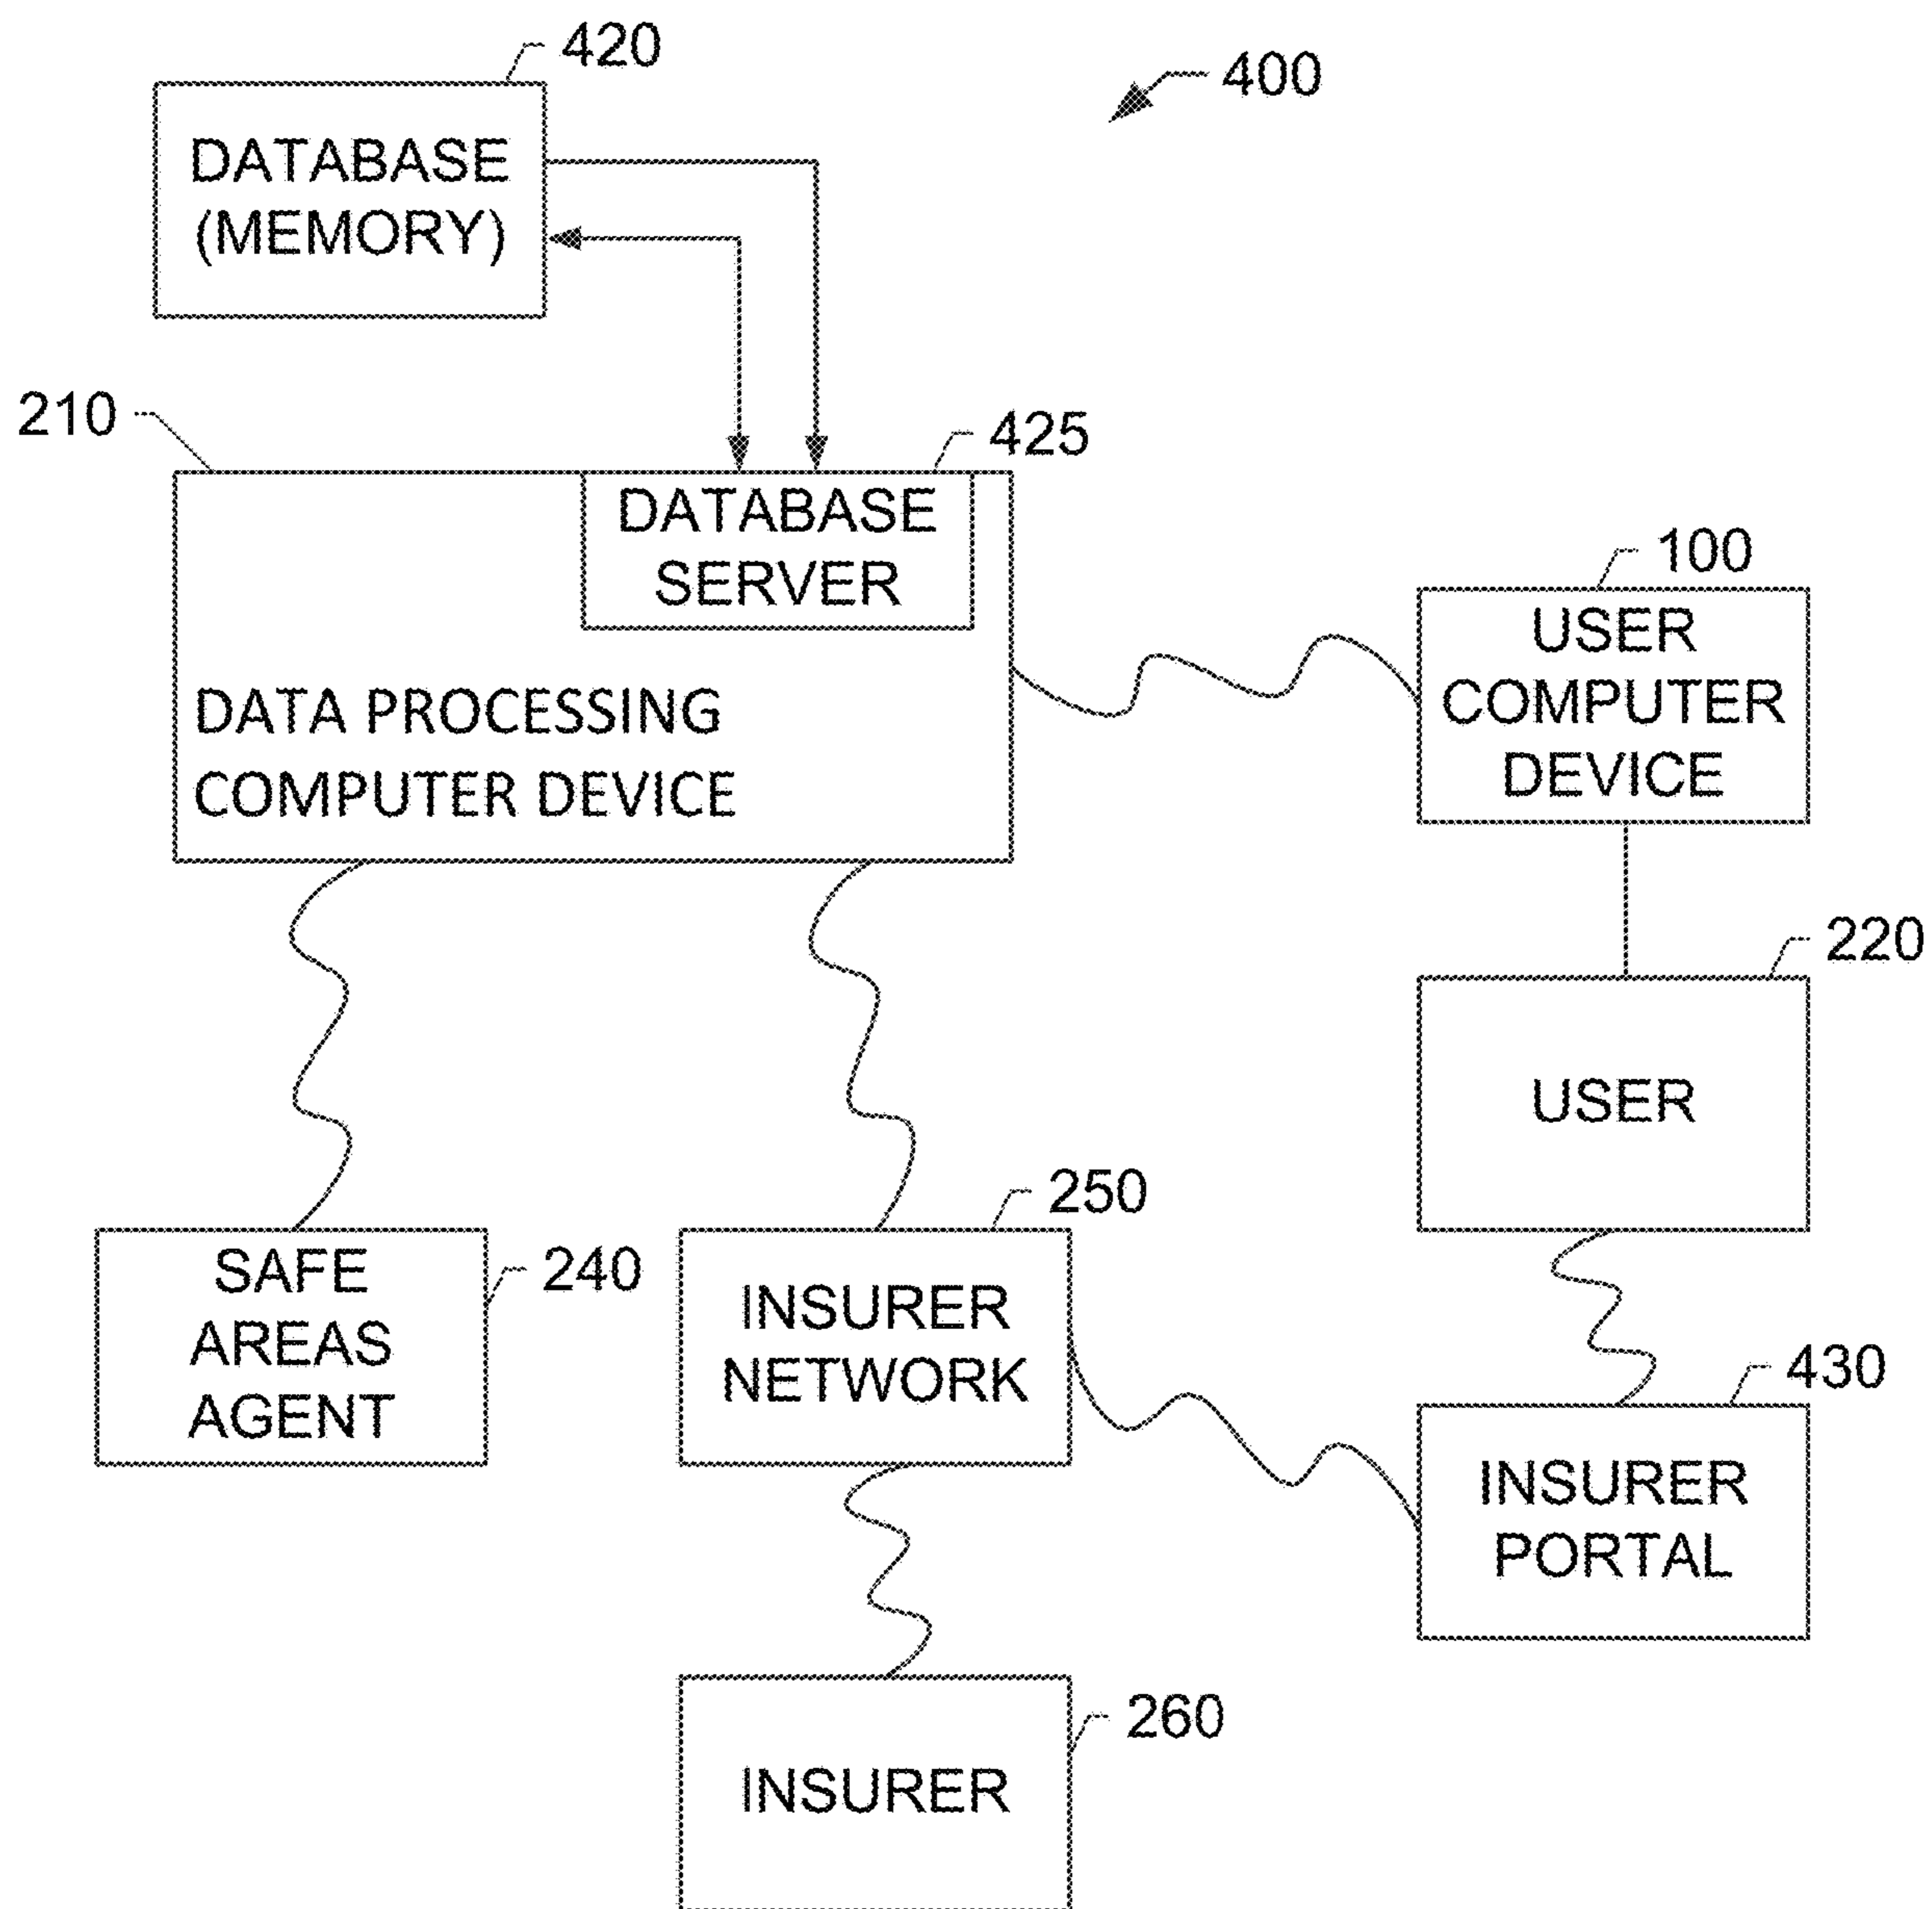 420
400
DATABASE
(MEMORY)
210
425
DATABASE
SERVER
100
USER
COMPUTER
DEVICE
DATA PROCESSING
COMPUTER DEVICE
220
USER
250
240
SAFE
AREAS
AGENT
INSURER
NETWORK
430
INSURER
PORTAL
260
INSURER